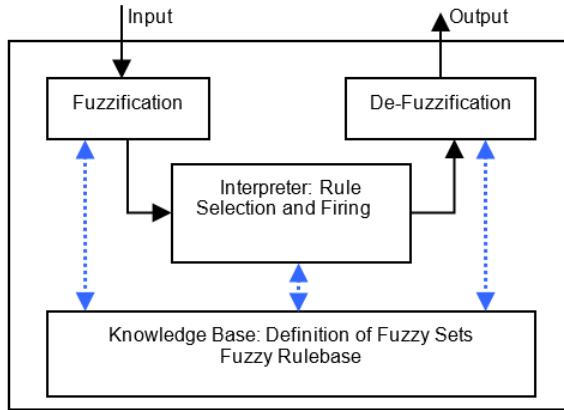 Input
Output
Fuzzification
De-Fuzzification
Interpreter: Rule
Selection and Firing
Knowledge Base: Definition of Fuzzy Sets
Fuzzy Rulebase